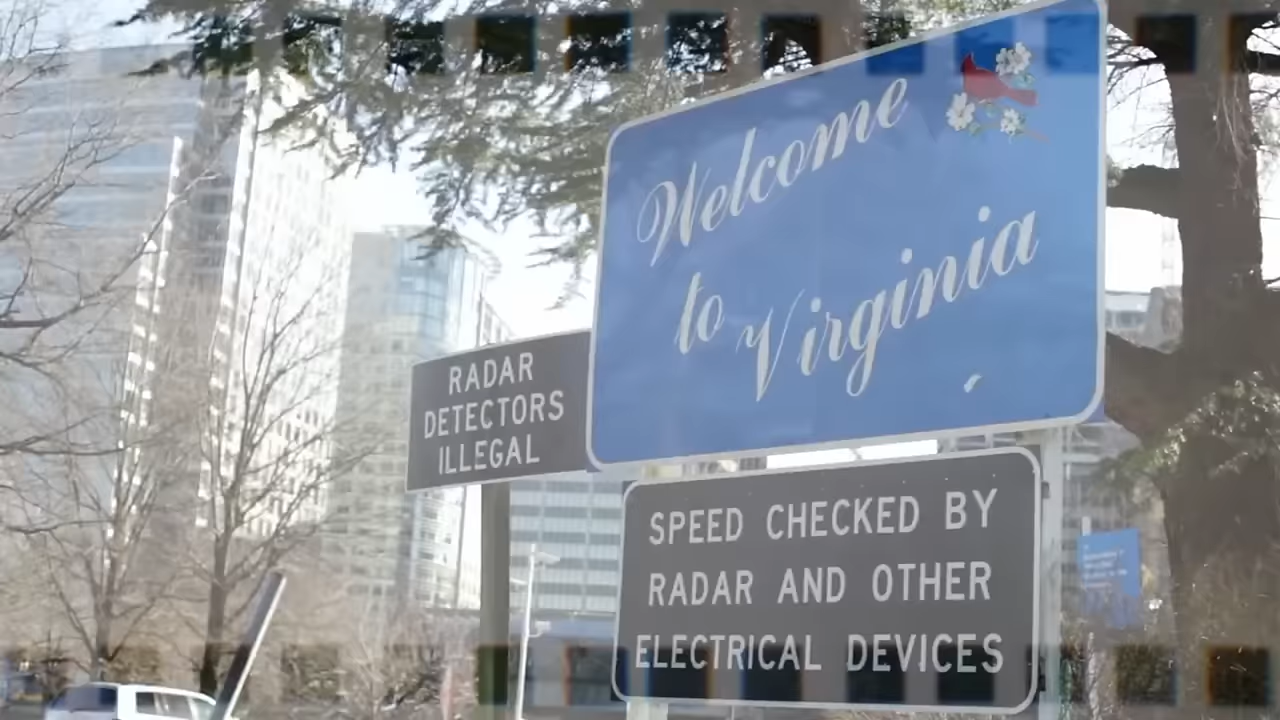 Welcome
to Virginia
RADAR
DETECTORS
ILLEGAL
SPEED CHECKED BY
RADAR AND OTHER
ELECTRICAL DEVICES